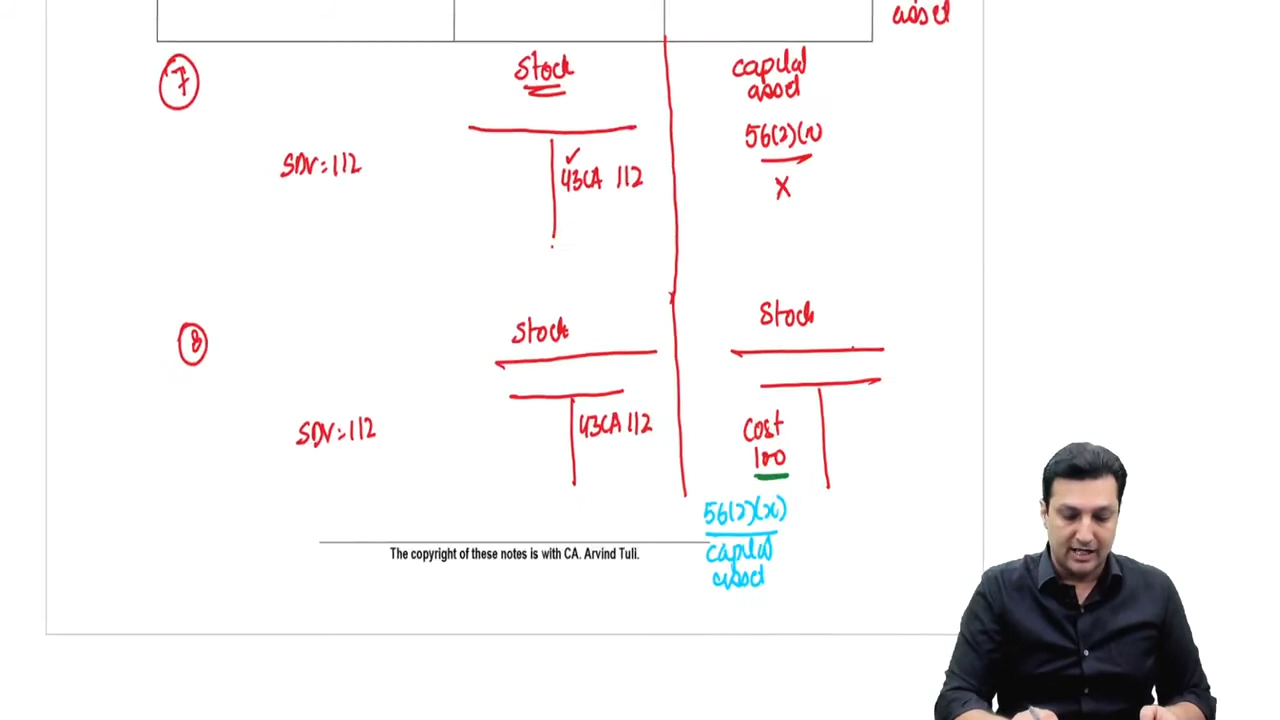 asset
7
Stock
capital
asset
SDV=112
43CA 112
56(2)(x)
X
8
Stock
Stock
SDV=112
43CA 112
Cost
100
56(2)(x)
capital
asset
The copyright of these notes is with CA. Arvind Tuli.